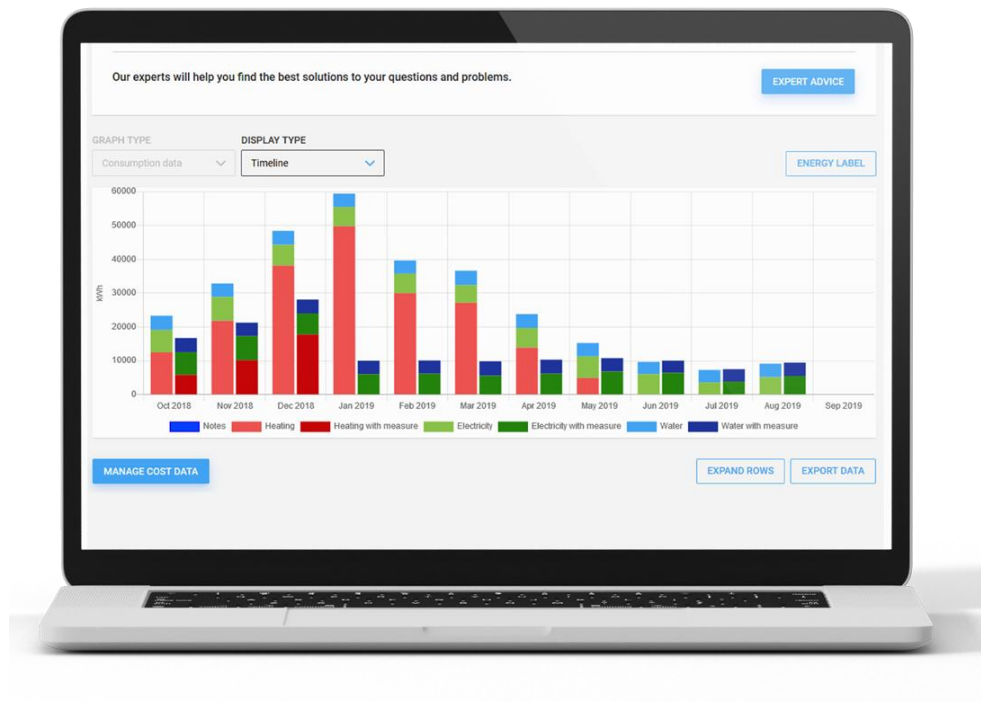 Our experts will help you find the best solutions to your questions and problems.
EXPERT ADVICE
GRAPH TYPE
DISPLAY TYPE
Consumption data
Timeline
ENERGY LABEL
60000
50000
40000
30000
20000
10000
0
kWh
Oct 2018 Nov 2018 Dec 2018 Jan 2019 Feb 2019 Mar 2019 Apr 2019 May 2019 Jun 2019 Jul 2019 Aug 2019 Sep 2019
Notes Heating Heating with measure Electricity Electricity with measure Water Water with measure
MANAGE COST DATA
EXPAND ROWS
EXPORT DATA